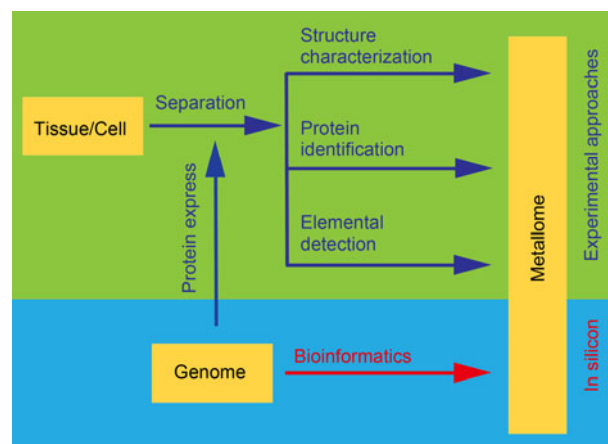 Structure
characterization
Separation
Tissue/Cell
Protein
identification
Protein express
Elemental
detection
Metallome
Experimental approaches
Genome
Bioinformatics
In silicon